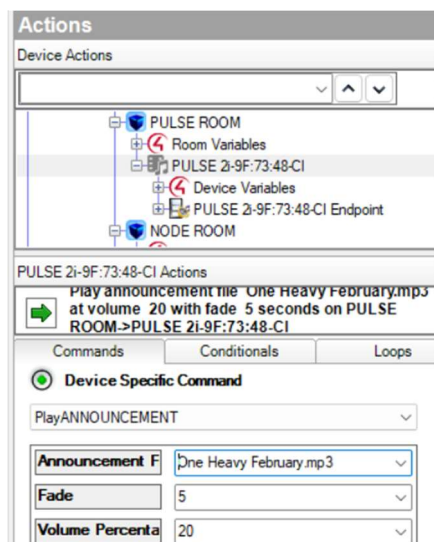 Actions
Device Actions
PULSE ROOM
Room Variables
PULSE 2i-9F:73:48-CI
Device Variables
PULSE 2i-9F:73:48-CI Endpoint
NODE ROOM
PULSE 2i-9F:73:48-CI Actions
Play announcement file One Heavy February.mp3
at volume 20 with fade 5 seconds on PULSE
ROOM->PULSE 2i-9F:73:48-CI
Commands Conditionals Loops
Device Specific Command
PlayANNOUNCEMENT
Announcement F One Heavy February.mp3
Fade 5
Volume Percenta 20